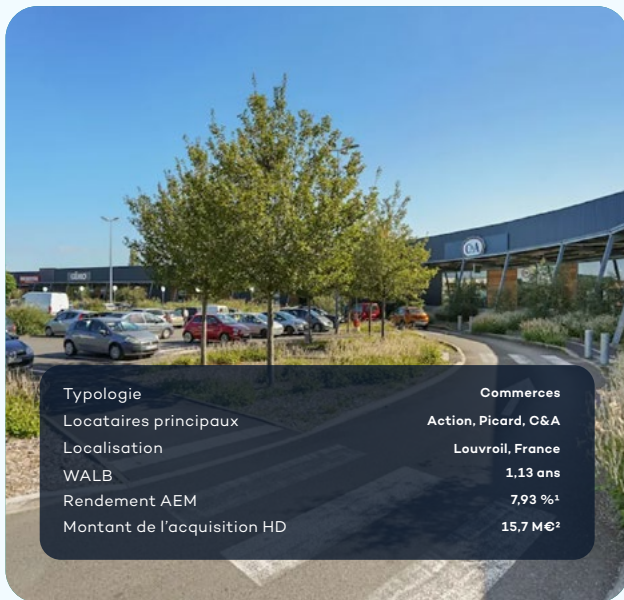 C&A
Typologie Commerces
Locataires principaux Action, Picard, C&A
Localisation Louvroil, France
WALB 1,13 ans
Rendement AEM 7,93 %¹
Montant de l'acquisition HD 15,7 M€²